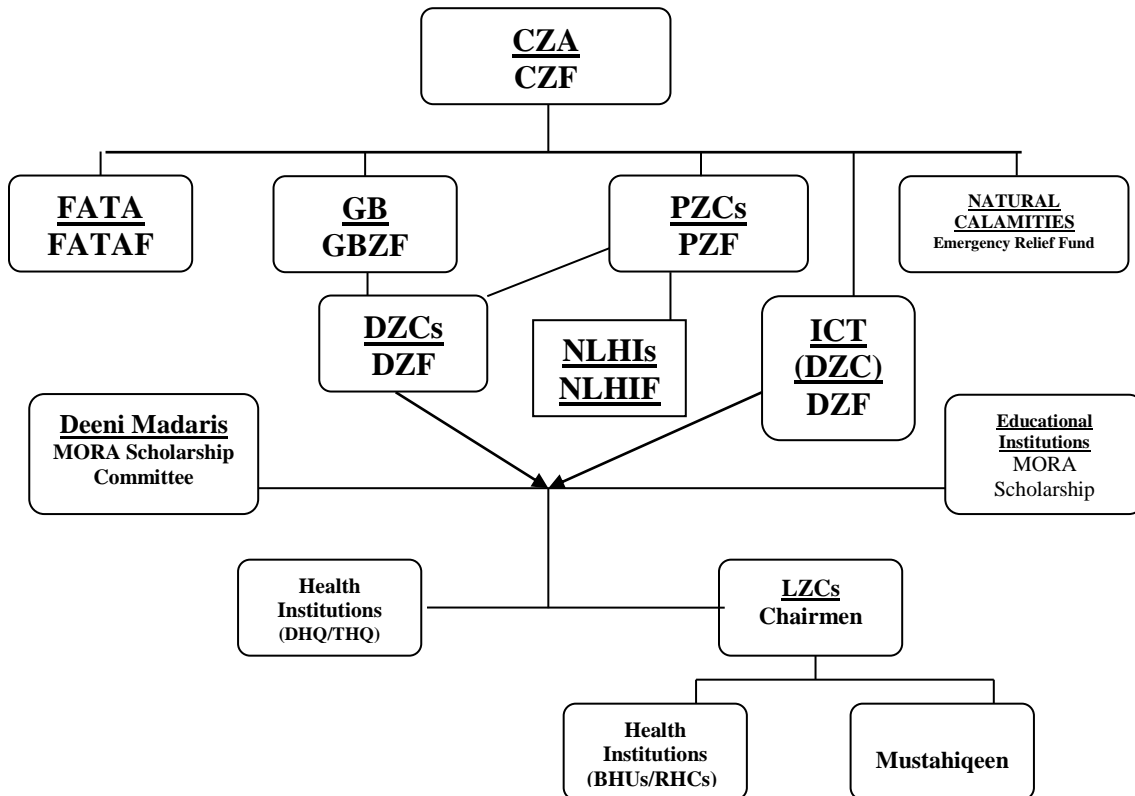 CZA
CZF
FATA
FATAF
GB
GBZF
PZCs
PZF
NATURAL
CALAMITIES
Emergency Relief Fund
DZCs
DZF
NLHIs
NLHIF
ICT
(DZC)
DZF
Deeni Madaris
MORA Scholarship
Committee
Educational
Institutions
MORA
Scholarship
Health
Institutions
(DHQ/THQ)
LZCs
Chairmen
Health
Institutions
(BHUs/RHCs)
Mustahiqeen